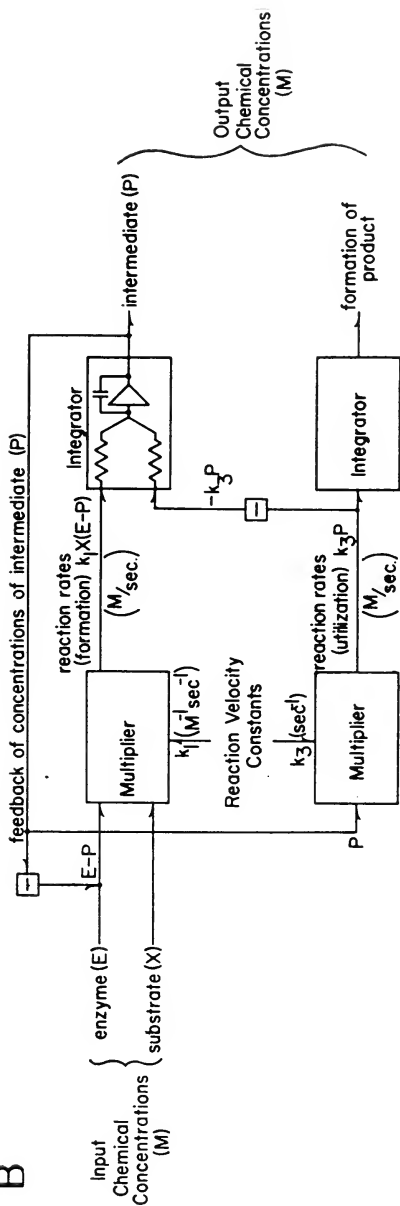 B
feedback of concentrations of intermediate (P)
−
E–P
enzyme (E)
substrate (X)
Input
Chemical
Concentrations
(M)
Multiplier
reaction rates
(formation) k₁X(E–P)
(M/sec.)
Integrator
intermediate (P)
k₁(M⁻¹sec⁻¹)
Reaction Velocity
Constants
k₃(sec⁻¹)
−
-k₃P
P
Multiplier
reaction rates
(utilization) k₃P
(M/sec.)
Integrator
formation of
product
Output
Chemical
Concentrations
(M)